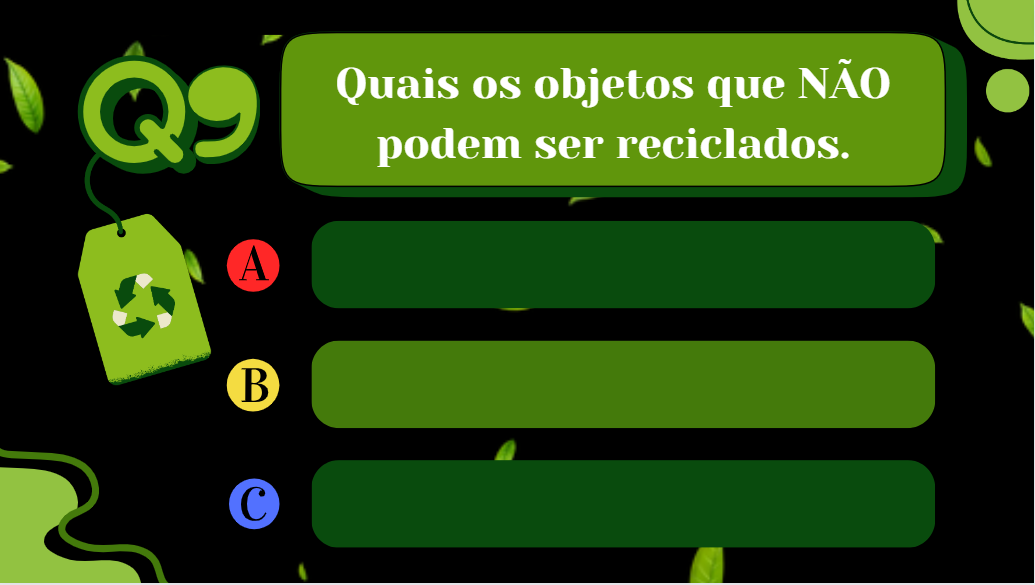 Q9
Quais os objetos que NÃO
podem ser reciclados.
A
B
C